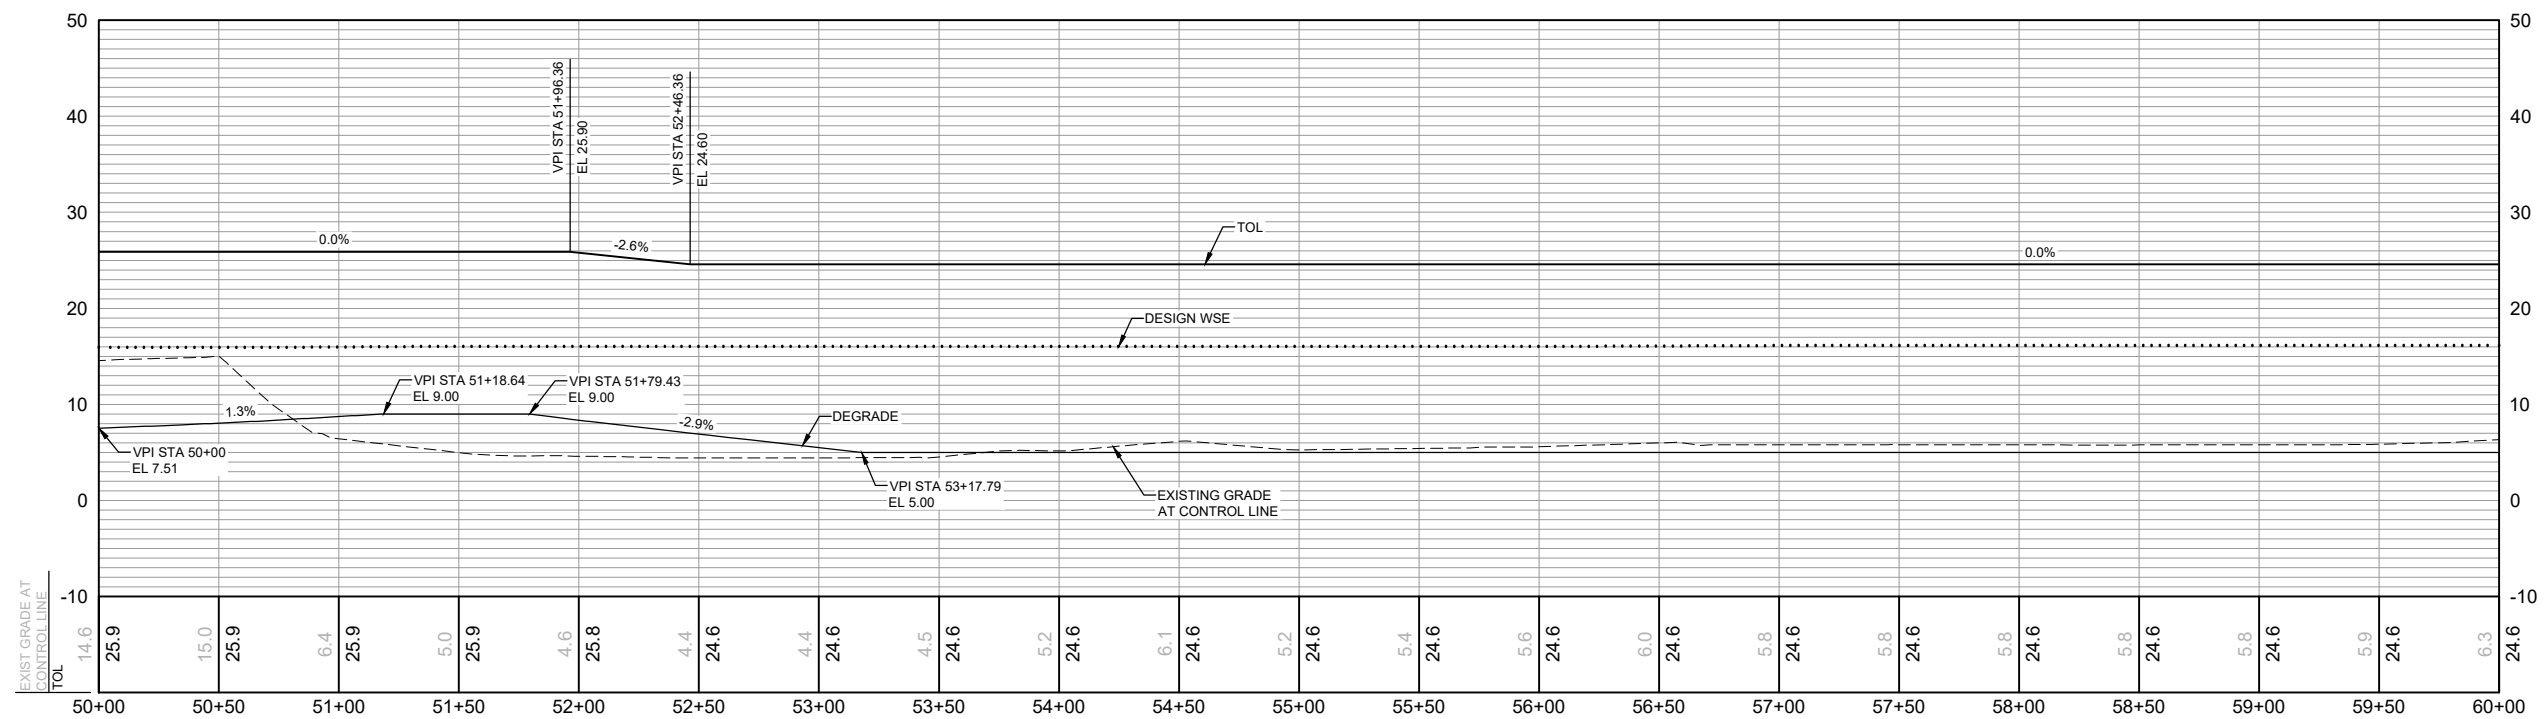 50
50
40
40
30
30
20
20
10
10
0
0
-10
-10
VPI STA 51+96.36
EL 25.90
VPI STA 52+46.36
EL 24.60
0.0%
-2.6%
TOL
0.0%
DESIGN WSE
VPI STA 51+18.64
EL 9.00
VPI STA 51+79.43
EL 9.00
1.3%
-2.9%
DEGRADE
VPI STA 50+00
EL 7.51
VPI STA 53+17.79
EL 5.00
EXISTING GRADE
AT CONTROL LINE
EXIST GRADE AT
CONTROL LINE
TOL
14.6
25.9
15.0
25.9
6.4
25.9
5.0
25.9
4.6
25.8
4.4
24.6
4.4
24.6
4.5
24.6
5.2
24.6
6.1
24.6
5.2
24.6
5.4
24.6
5.6
24.6
6.0
24.6
5.8
24.6
5.8
24.6
5.8
24.6
5.8
24.6
5.8
24.6
5.9
24.6
6.3
24.6
50+00 50+50 51+00 51+50 52+00 52+50 53+00 53+50 54+00 54+50 55+00 55+50 56+00 56+50 57+00 57+50 58+00 58+50 59+00 59+50 60+00